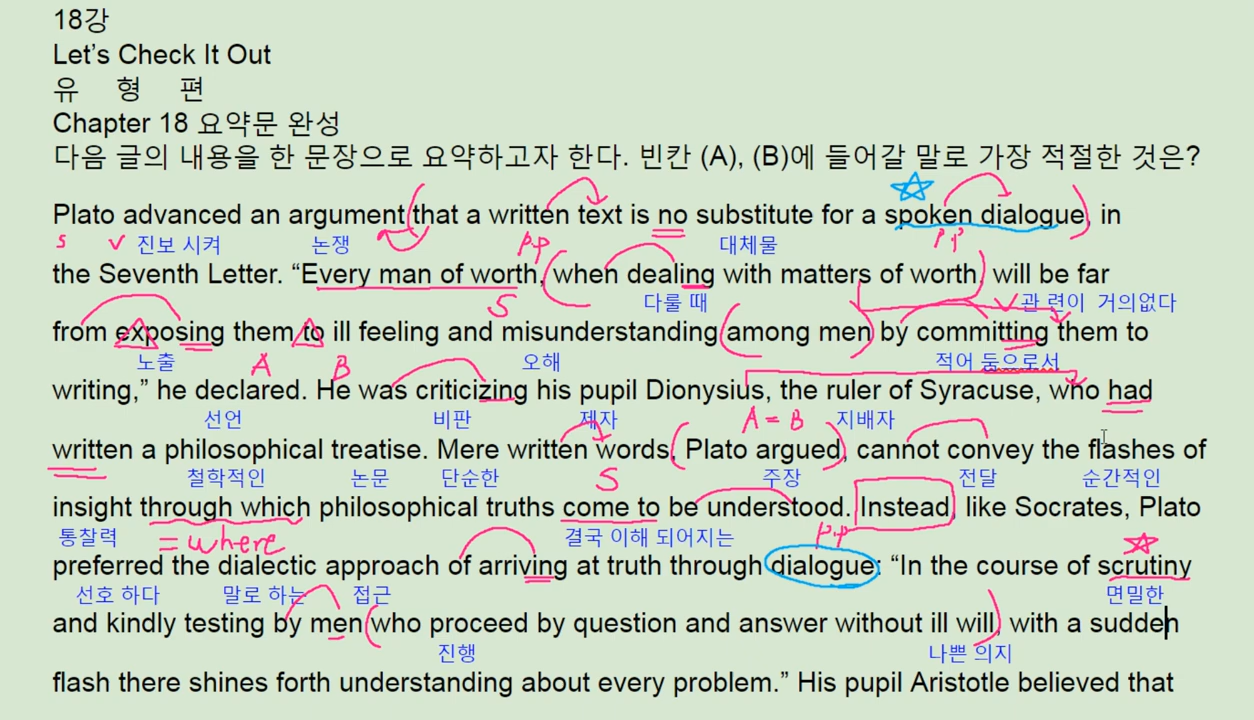 18강
Let's Check It Out
유 형 편
Chapter 18 요약문 완성
다음 글의 내용을 한 문장으로 요약하고자 한다. 빈칸 (A), (B)에 들어갈 말로 가장 적절한 것은?
Plato advanced an argument (that a written text is no substitute for a spoken dialogue), in
s v 진보 시켜 논쟁 p.p 대체물 p.p
the Seventh Letter. “Every man of worth, (when dealing with matters of worth) will be far
S 다룰 때 V 관 련이 거의없다
from exposing them to ill feeling and misunderstanding (among men) by committing them to
노출 A B 오해 적어 둠으로서
writing,” he declared. He was criticizing his pupil Dionysius, the ruler of Syracuse, who had
선언 비판 제자 A = B 지배자
written a philosophical treatise. Mere written words, (Plato argued), cannot convey the flashes of
철학적인 논문 단순한 S 주장 전달 순간적인
insight through which philosophical truths come to be understood. Instead, like Socrates, Plato
통찰력 = where 결국 이해 되어지는 p.p
preferred the dialectic approach of arriving at truth through dialogue: “In the course of scrutiny
선호 하다 말로 하는 접근 면밀한
and kindly testing by men (who proceed by question and answer without ill will), with a sudden
진행 나쁜 의지
flash there shines forth understanding about every problem.” His pupil Aristotle believed that